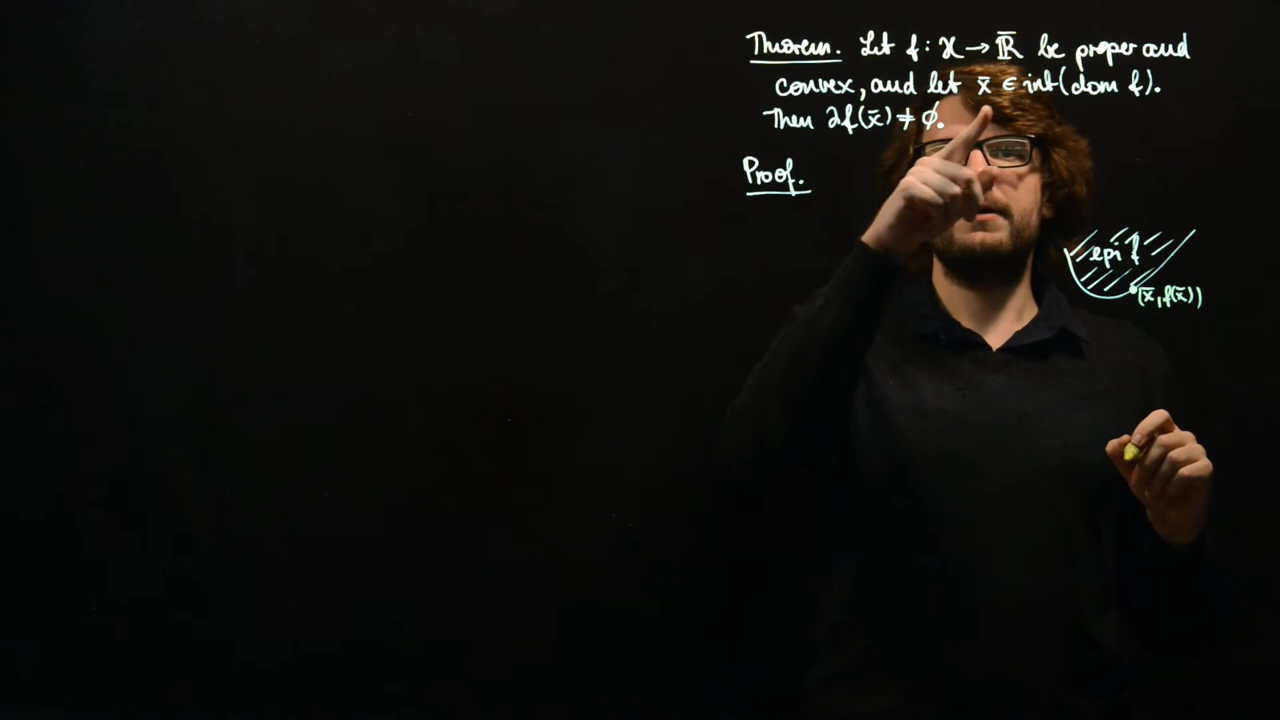 Theorem. Let f : X → R̄ be proper and
convex, and let x̄ ∈ int(dom f).
Then ∂f(x̄) ≠ ∅.
Proof.
epi f
(x̄, f(x̄))